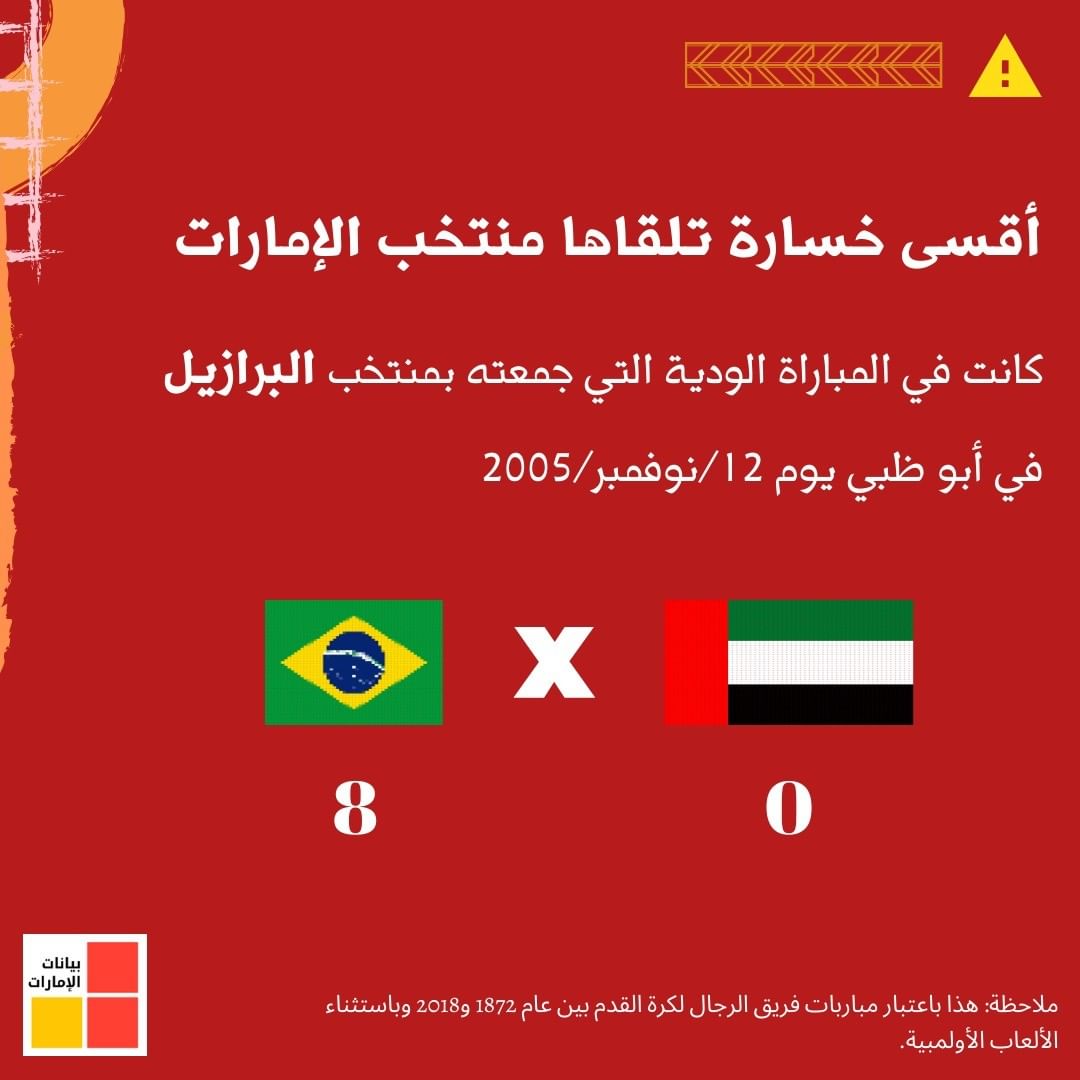 أقسى خسارة تلقاها منتخب الإمارات
كانت في المباراة الودية التي جمعته بمنتخب البرازيل
في أبو ظبي يوم 12/نوفمبر/2005
X
8
0
بيانات
الإمارات
ملاحظة: هذا باعتبار مباريات فريق الرجال لكرة القدم بين عام 1872 و2018 وباستثناء
الألعاب الأولمبية.